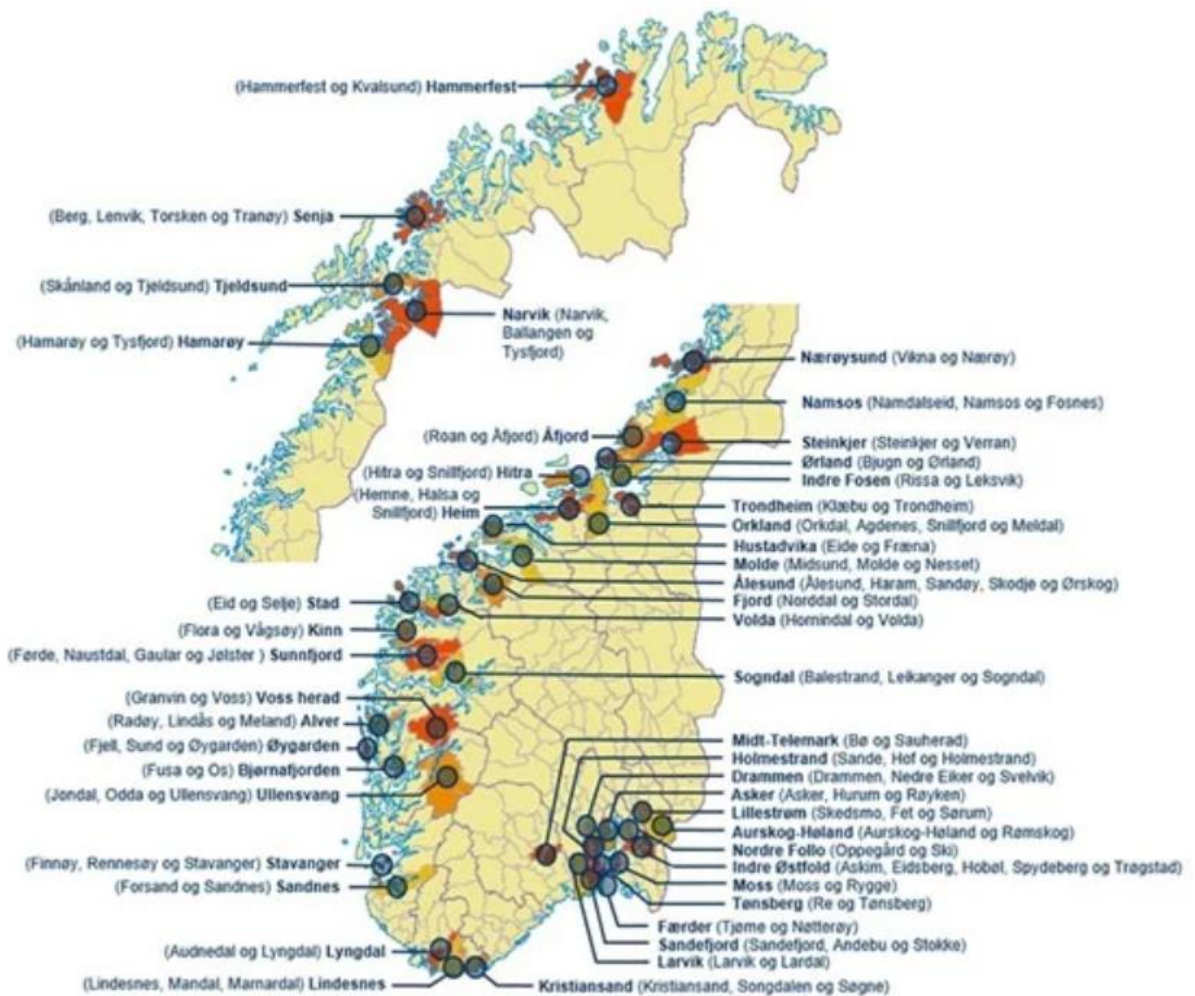 (Hammerfest og Kvalsund) Hammerfest
(Berg, Lenvik, Torsken og Tranøy) Senja
(Skånland og Tjeldsund) Tjeldsund
Narvik (Narvik,
Ballangen og
Tysfjord)
(Hamarøy og Tysfjord) Hamarøy
Nærøysund (Vikna og Nærøy)
Namsos (Namdalseid, Namsos og Fosnes)
(Roan og Åfjord) Åfjord
Steinkjer (Steinkjer og Verran)
Ørland (Bjugn og Ørland)
(Hitra og Snillfjord) Hitra
Indre Fosen (Rissa og Leksvik)
(Hemne, Halsa og
Snillfjord) Heim
Trondheim (Klæbu og Trondheim)
Orkland (Orkdal, Agdenes, Snillfjord og Meldal)
Hustadvika (Eide og Fræna)
Molde (Midsund, Molde og Nesset)
Ålesund (Ålesund, Haram, Sandøy, Skodje og Ørskog)
Fjord (Norddal og Stordal)
(Eid og Selje) Stad
Volda (Hornindal og Volda)
(Flora og Vågsøy) Kinn
(Førde, Naustdal, Gaular og Jølster ) Sunnfjord
Sogndal (Balestrand, Leikanger og Sogndal)
(Granvin og Voss) Voss herad
(Radøy, Lindås og Meland) Alver
(Fjell, Sund og Øygarden) Øygarden
(Fusa og Os) Bjørnafjorden
(Jondal, Odda og Ullensvang) Ullensvang
Midt-Telemark (Bø og Sauherad)
Holmestrand (Sande, Hof og Holmestrand)
Drammen (Drammen, Nedre Eiker og Svelvik)
Asker (Asker, Hurum og Røyken)
Lillestrøm (Skedsmo, Fet og Sørum)
Aurskog-Høland (Aurskog-Høland og Rømskog)
Nordre Follo (Oppegård og Ski)
Indre Østfold (Askim, Eidsberg, Hobøl, Spydeberg og Trøgstad)
Moss (Moss og Rygge)
Tønsberg (Re og Tønsberg)
Færder (Tjøme og Nøtterøy)
Sandefjord (Sandefjord, Andebu og Stokke)
Larvik (Larvik og Lardal)
(Finnøy, Rennesøy og Stavanger) Stavanger
(Forsand og Sandnes) Sandnes
(Audnedal og Lyngdal) Lyngdal
(Lindesnes, Mandal, Marnardal) Lindesnes
Kristiansand (Kristiansand, Songdalen og Søgne)